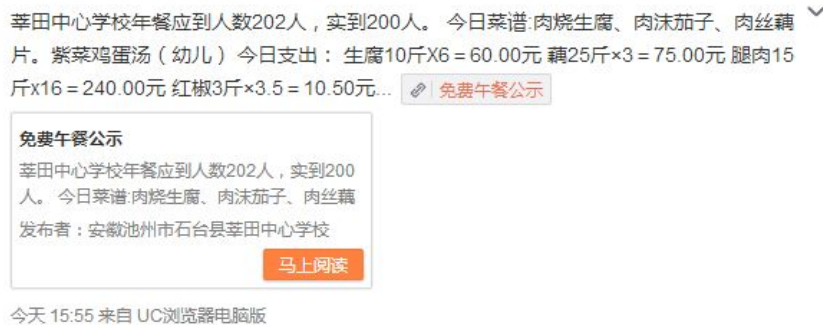 莘田中心学校年餐应到人数202人，实到200人。 今日菜谱:肉烧生腐、肉沫茄子、肉丝藕
片。紫菜鸡蛋汤（幼儿 ）今日支出： 生腐10斤X6＝60.00元 藕25斤×3＝75.00元 腿肉15
斤x16＝240.00元 红椒3斤×3.5＝10.50元... 免费午餐公示
免费午餐公示
莘田中心学校年餐应到人数202人，实到200
人。 今日菜谱:肉烧生腐、肉沫茄子、肉丝藕
发布者：安徽池州市石台县莘田中心学校
马上阅读
今天 15:55 来自 UC浏览器电脑版